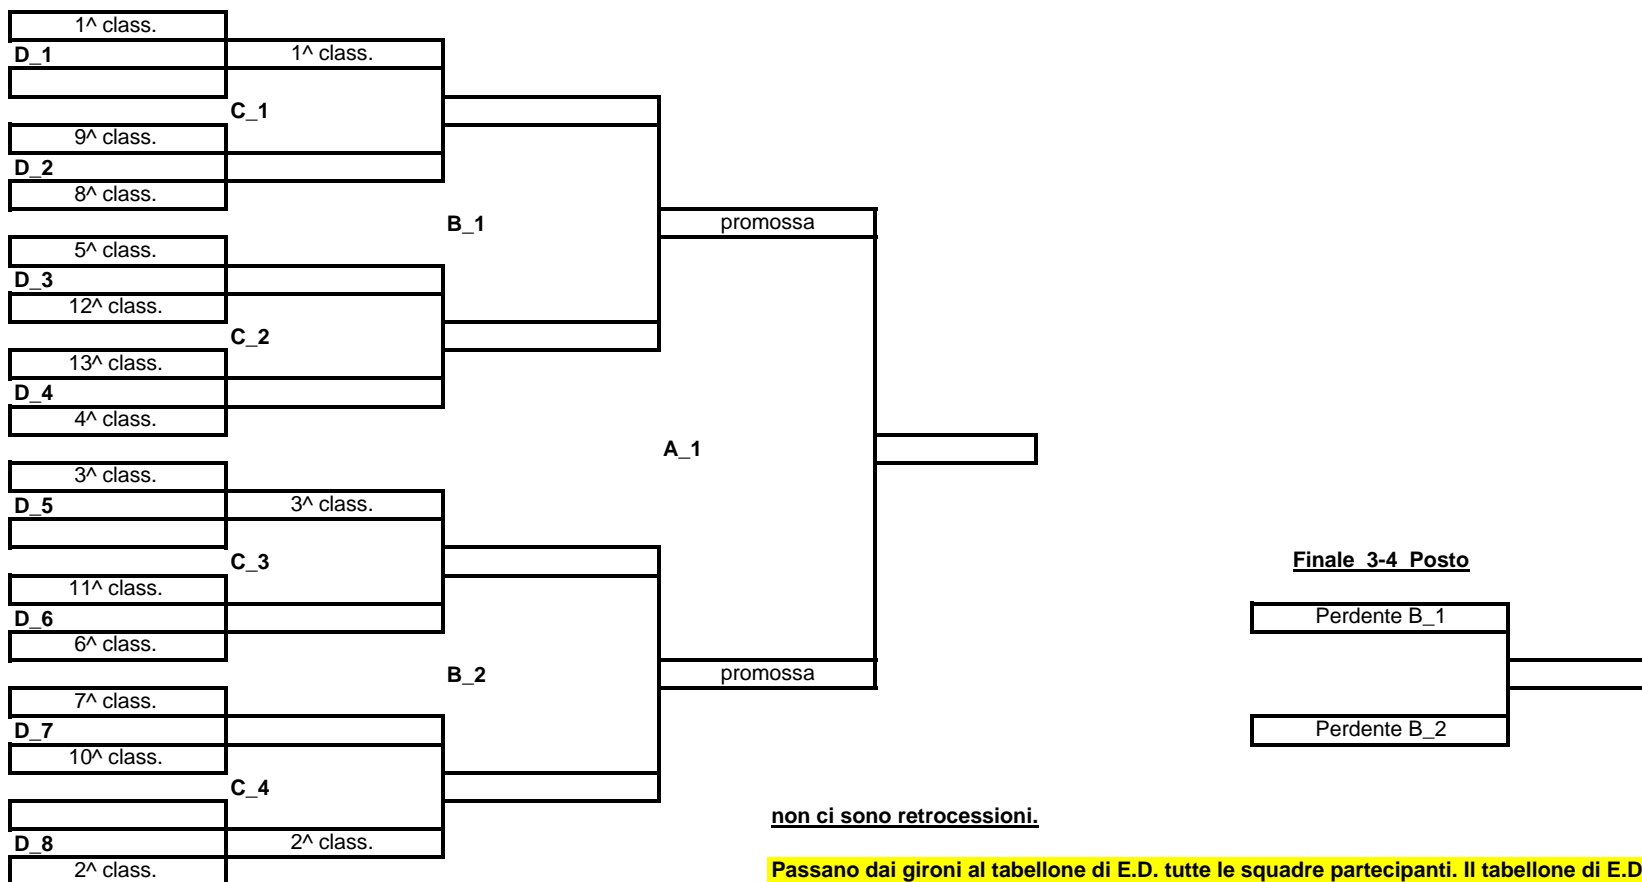 1^ class.
D_1
1^ class.
C_1
9^ class.
D_2
8^ class.
B_1
promossa
5^ class.
D_3
12^ class.
C_2
13^ class.
D_4
4^ class.
A_1
3^ class.
D_5
3^ class.
C_3
11^ class.
D_6
6^ class.
B_2
promossa
7^ class.
D_7
10^ class.
C_4
D_8
2^ class.
2^ class.
Finale 3-4 Posto
Perdente B_1
Perdente B_2
non ci sono retrocessioni.
Passano dai gironi al tabellone di E.D. tutte le squadre partecipanti. Il tabellone di E.D